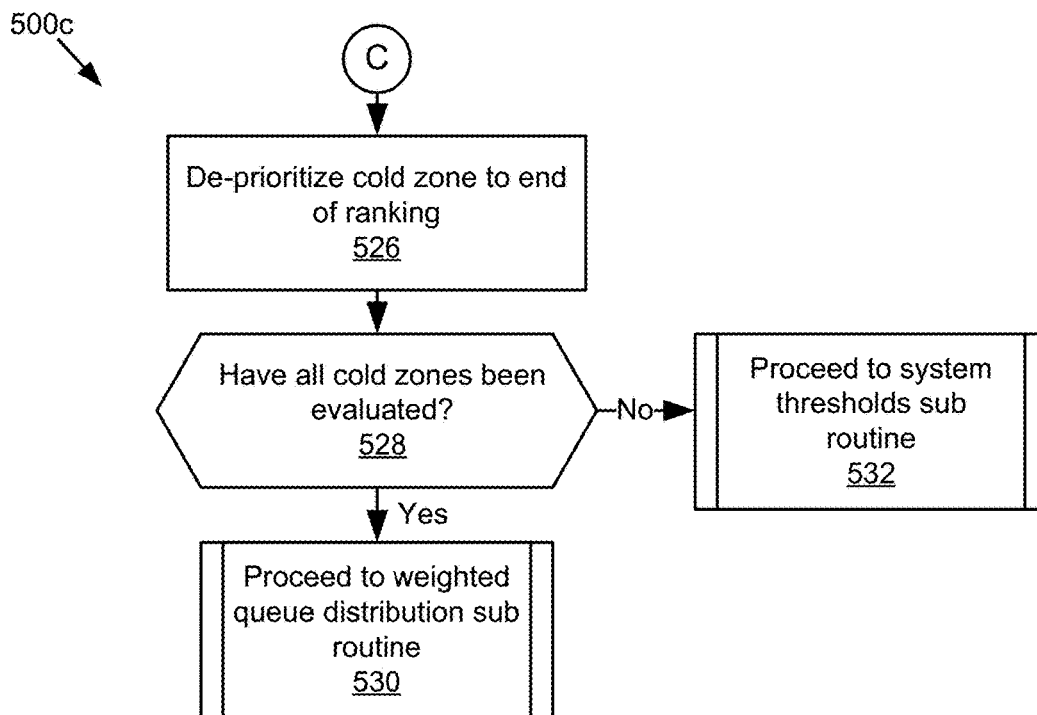 500c
C
De-prioritize cold zone to end
of ranking
526
Have all cold zones been
evaluated?
528
No
Proceed to system
thresholds sub
routine
532
Yes
Proceed to weighted
queue distribution sub
routine
530